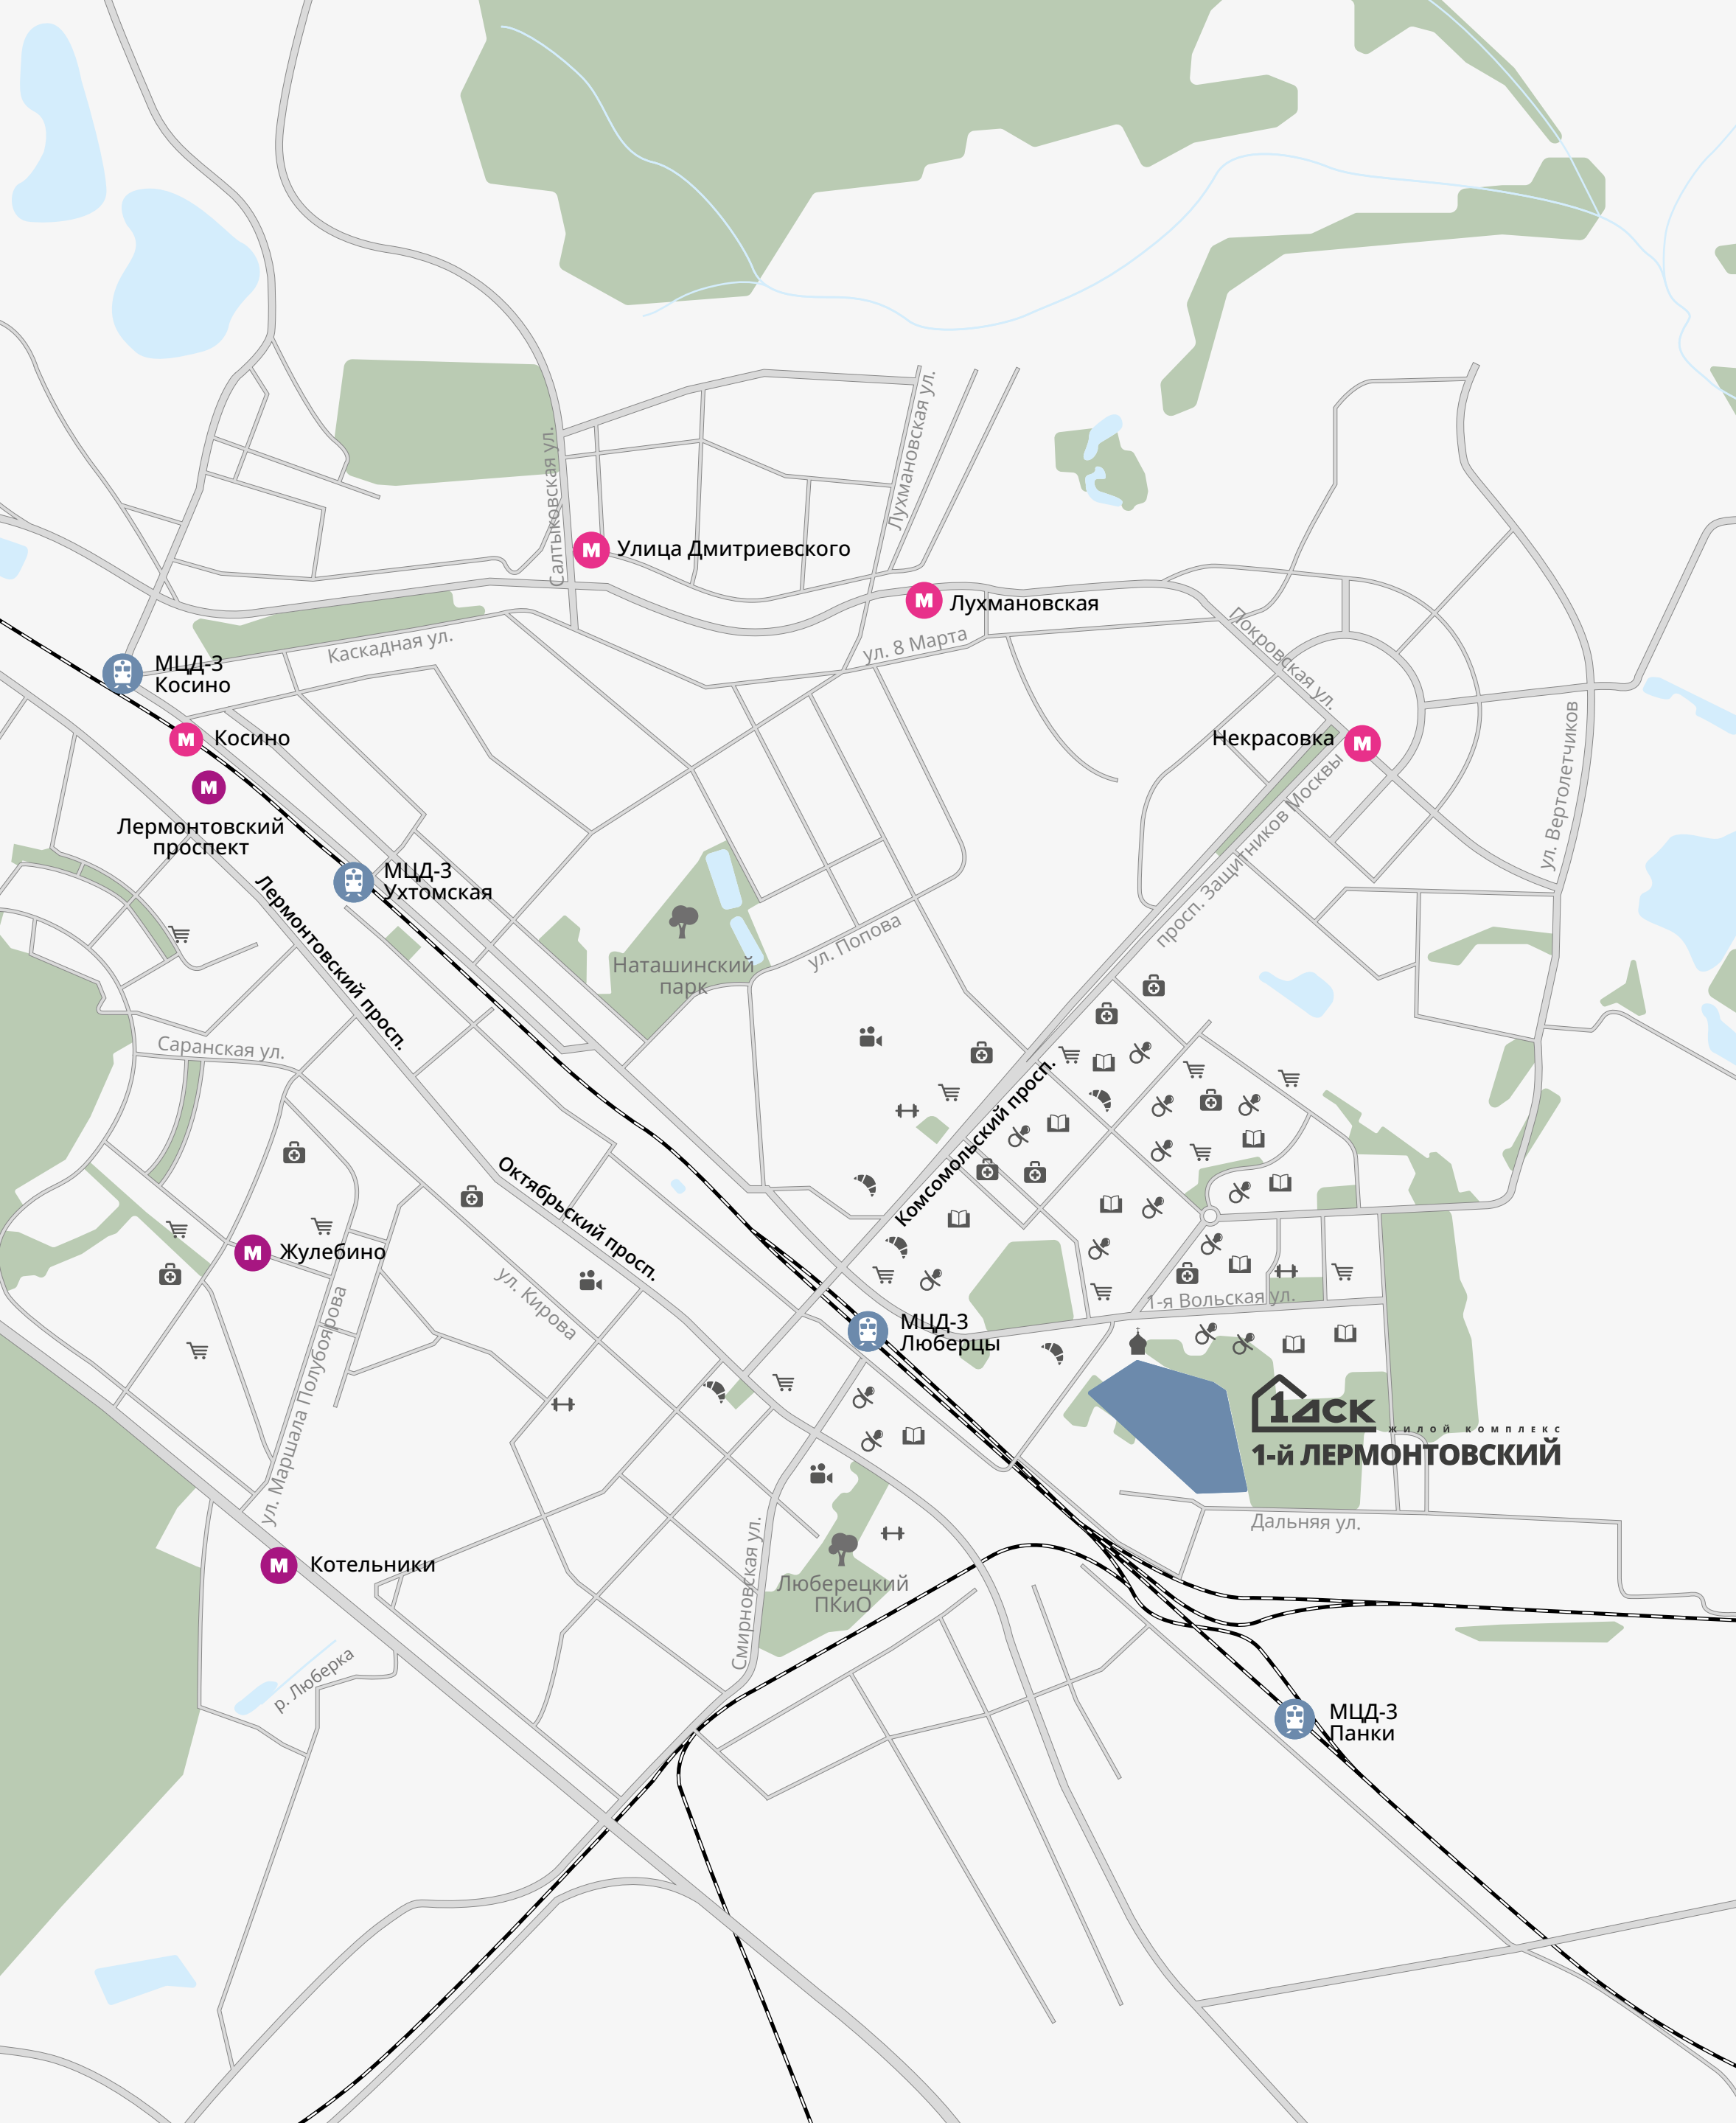 Лухмановская ул.
Салтыковская ул.
М Улица Дмитриевского
М Лухмановская
Каскадная ул.
ул. 8 Марта
Покровская ул.
МЦД-3
Косино
М Косино
М
Лермонтовский
проспект
Некрасовка М
ул. Вертолетчиков
просп. Защитников Москвы
МЦД-3
Ухтомская
Лермонтовский просп.
Наташинский
парк
ул. Попова
Саранская ул.
Комсомольский просп.
Октябрьский просп.
М Жулебино
ул. Кирова
ул. Маршала Полубоярова
1-я Вольская ул.
МЦД-3
Люберцы
1ДСК
ЖИЛОЙ КОМПЛЕКС
1-й ЛЕРМОНТОВСКИЙ
Дальняя ул.
М Котельники
Смирновская ул.
Люберецкий
ПКиО
р. Люберка
МЦД-3
Панки